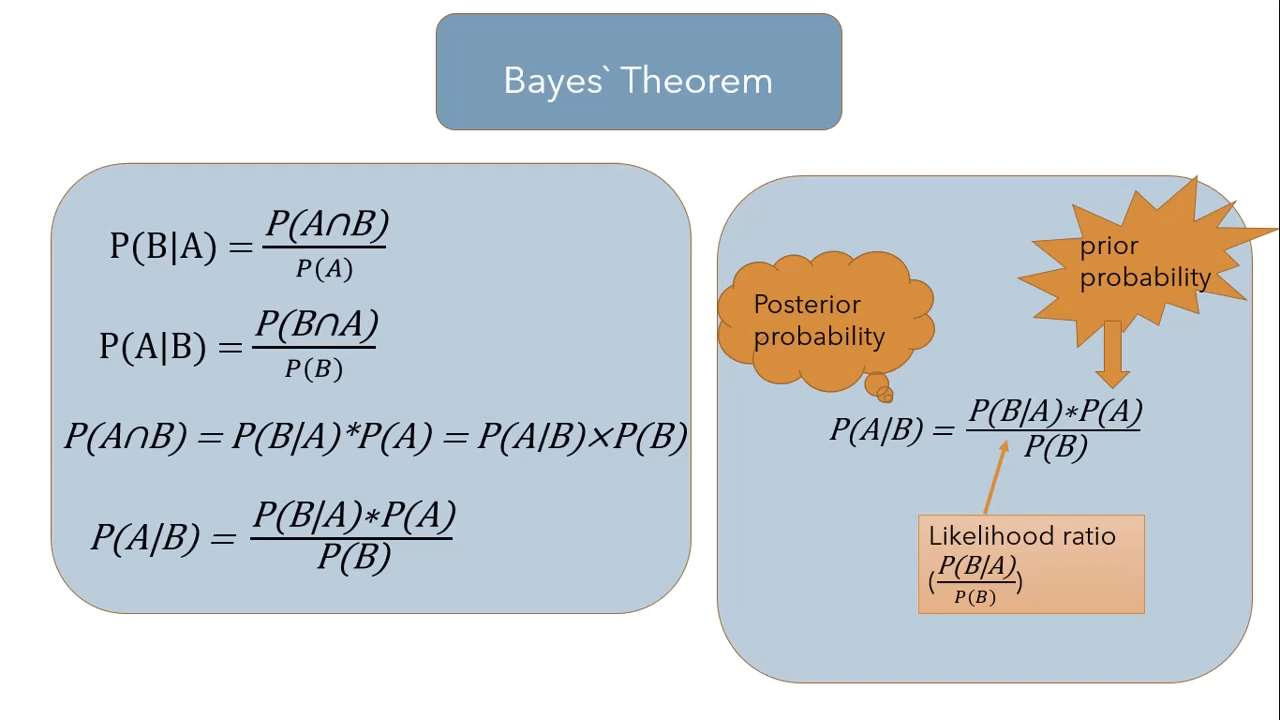 Bayes` Theorem
P(B|A) = P(A∩B)/P(A)
P(A|B) = P(B∩A)/P(B)
P(A∩B) = P(B/A)*P(A) = P(A/B)×P(B)
P(A/B) = P(B/A)∗P(A)/P(B)
prior
probability
Posterior
probability
P(A/B) = P(B/A)∗P(A)/P(B)
Likelihood ratio
(P(B/A)/P(B))